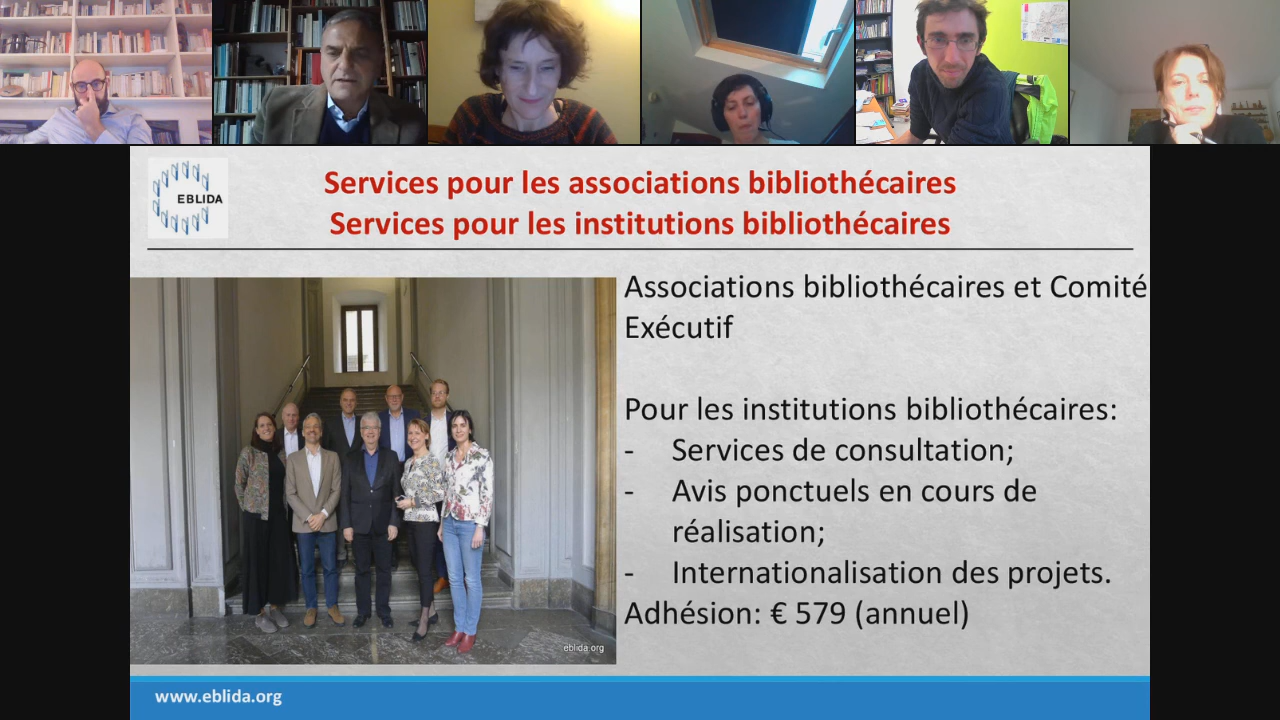 EBLIDA
Services pour les associations bibliothécaires
Services pour les institutions bibliothécaires
Associations bibliothécaires et Comité
Exécutif
Pour les institutions bibliothécaires:
- Services de consultation;
- Avis ponctuels en cours de
réalisation;
- Internationalisation des projets.
Adhésion: € 579 (annuel)
eblida.org
www.eblida.org